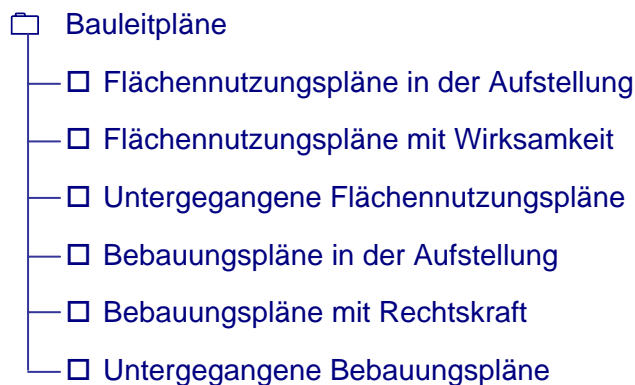 Bauleitpläne
Flächennutzungspläne in der Aufstellung
Flächennutzungspläne mit Wirksamkeit
Untergegangene Flächennutzungspläne
Bebauungspläne in der Aufstellung
Bebauungspläne mit Rechtskraft
Untergegangene Bebauungspläne